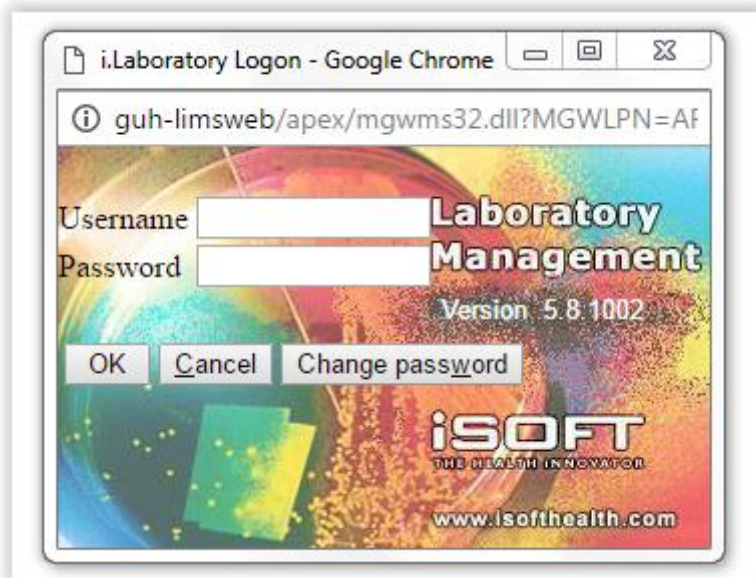 i.Laboratory Logon - Google Chrome
guh-limsweb/apex/mgwms32.dll?MGWLPN=AF
Username
Password
Laboratory
Management
Version 5.8.1002
OK Cancel Change password
iSOFT
THE HEALTH INNOVATOR
www.isofthealth.com